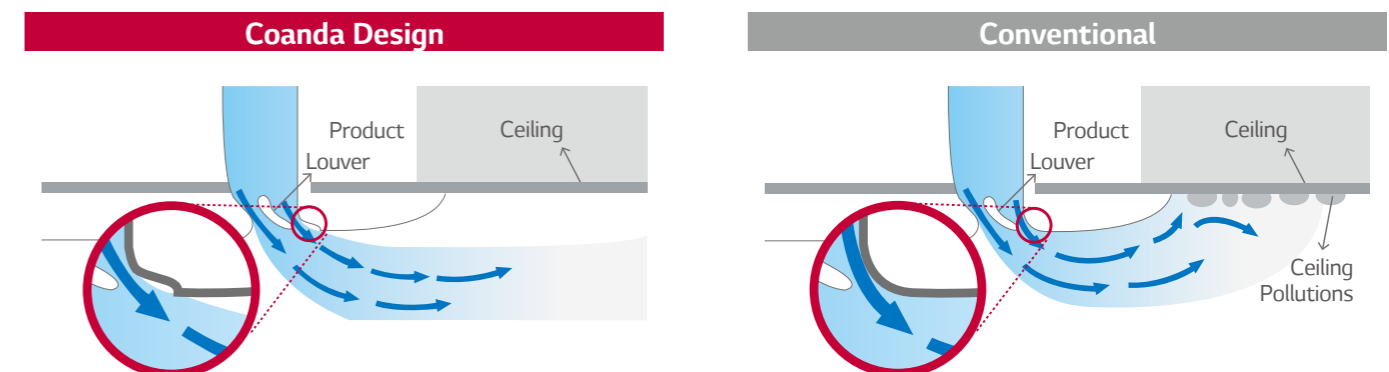 Coanda Design
Product
Louver
Ceiling
Conventional
Product
Louver
Ceiling
Ceiling
Pollutions